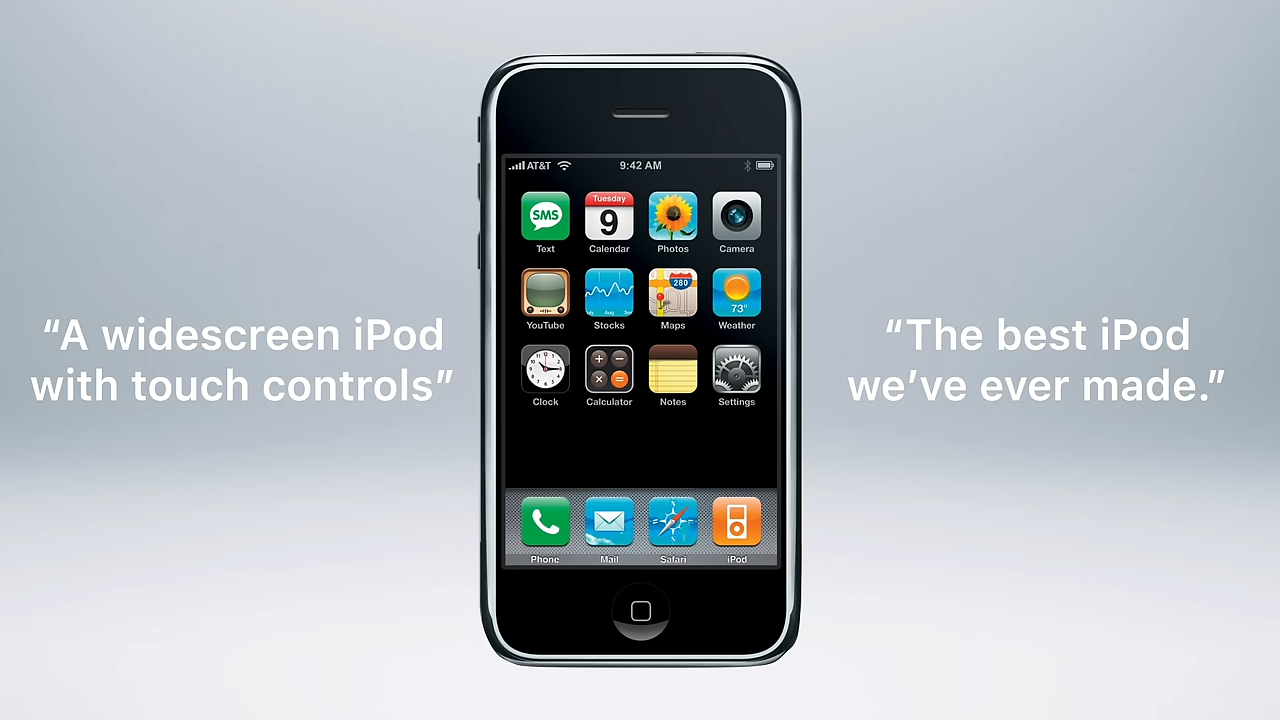 “A widescreen iPod
with touch controls”
AT&T 9:42 AM
SMS Tuesday 9
Text Calendar Photos Camera
280 73°
YouTube Stocks Maps Weather
Clock Calculator Notes Settings
Phone Mail Safari iPod
“The best iPod
we’ve ever made.”